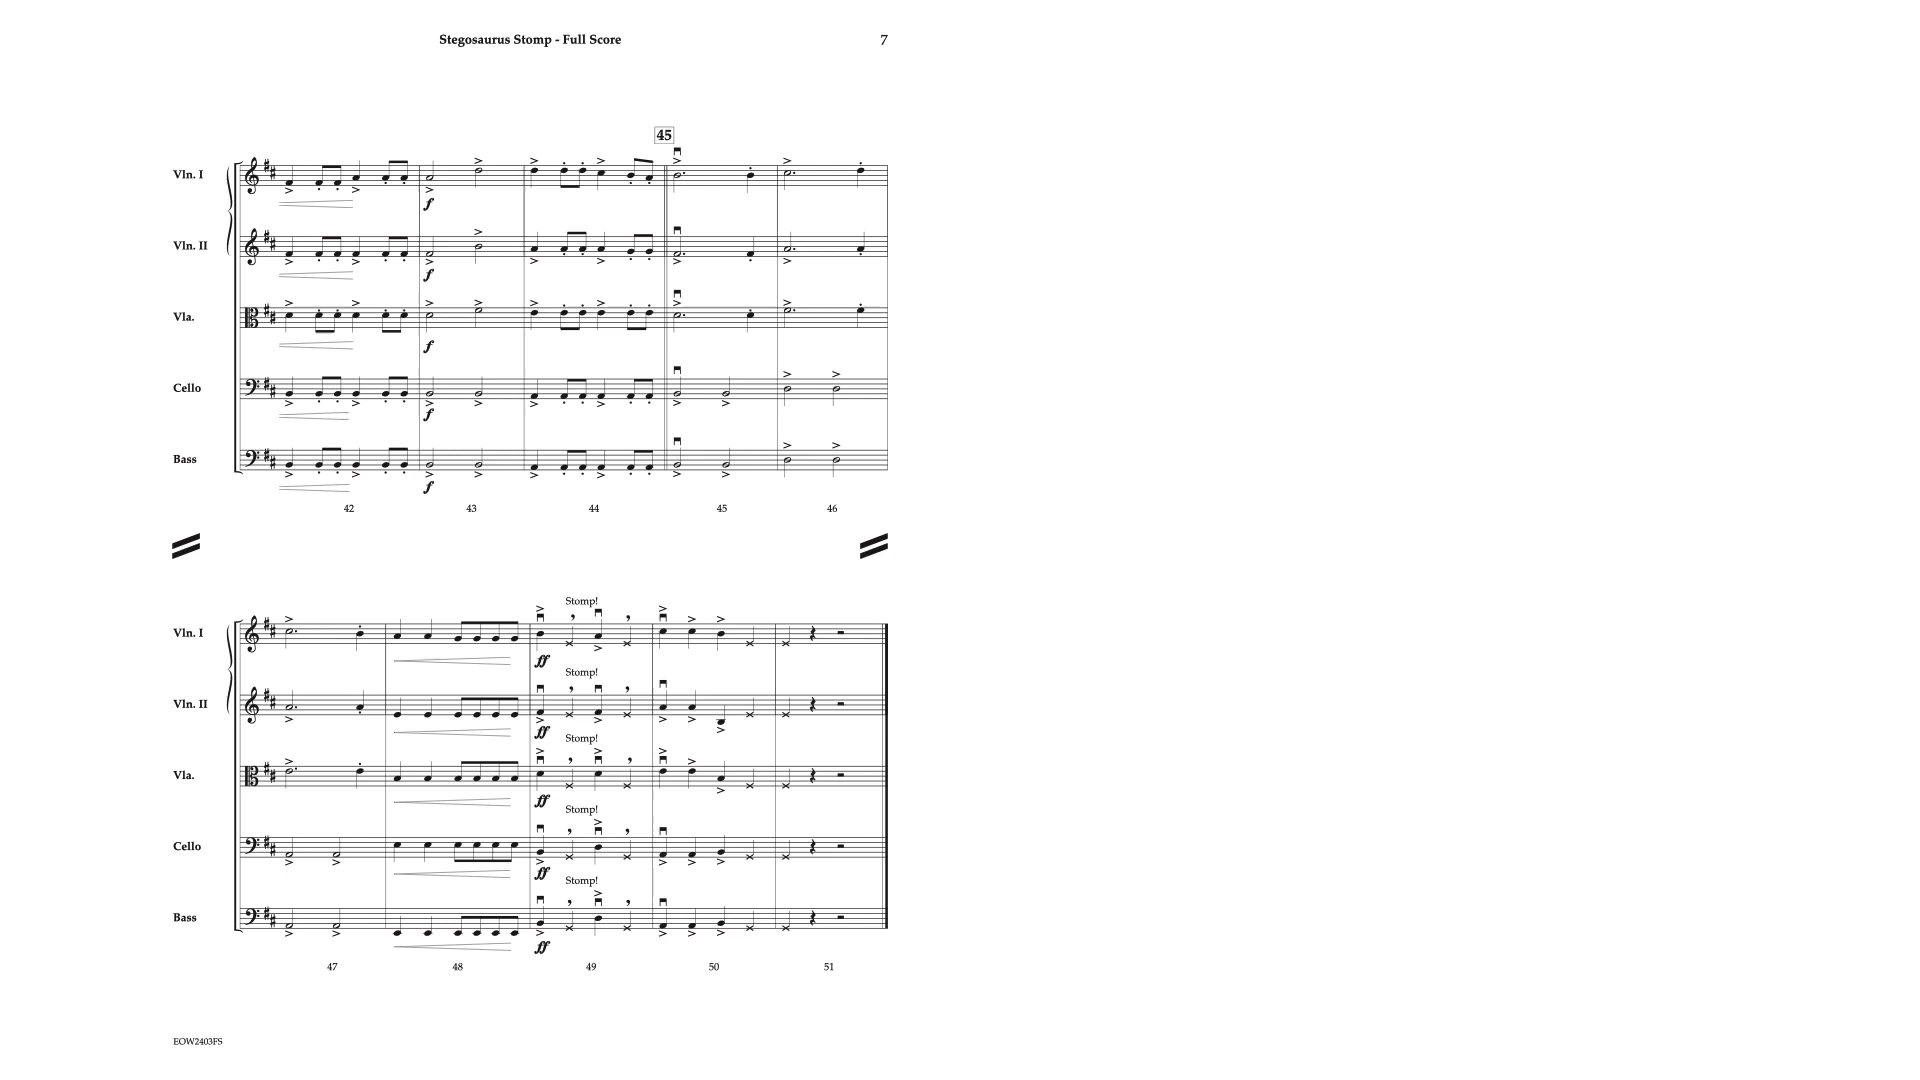 Stegosaurus Stomp - Full Score
7
45
Vln. I
f
Vln. II
f
Vla.
f
Cello
f
Bass
f
42 43 44 45 46
Stomp!
Vln. I
ff
Stomp!
Vln. II
ff
Stomp!
Vla.
ff
Stomp!
Cello
ff
Stomp!
Bass
ff
47 48 49 50 51
EOW2403FS